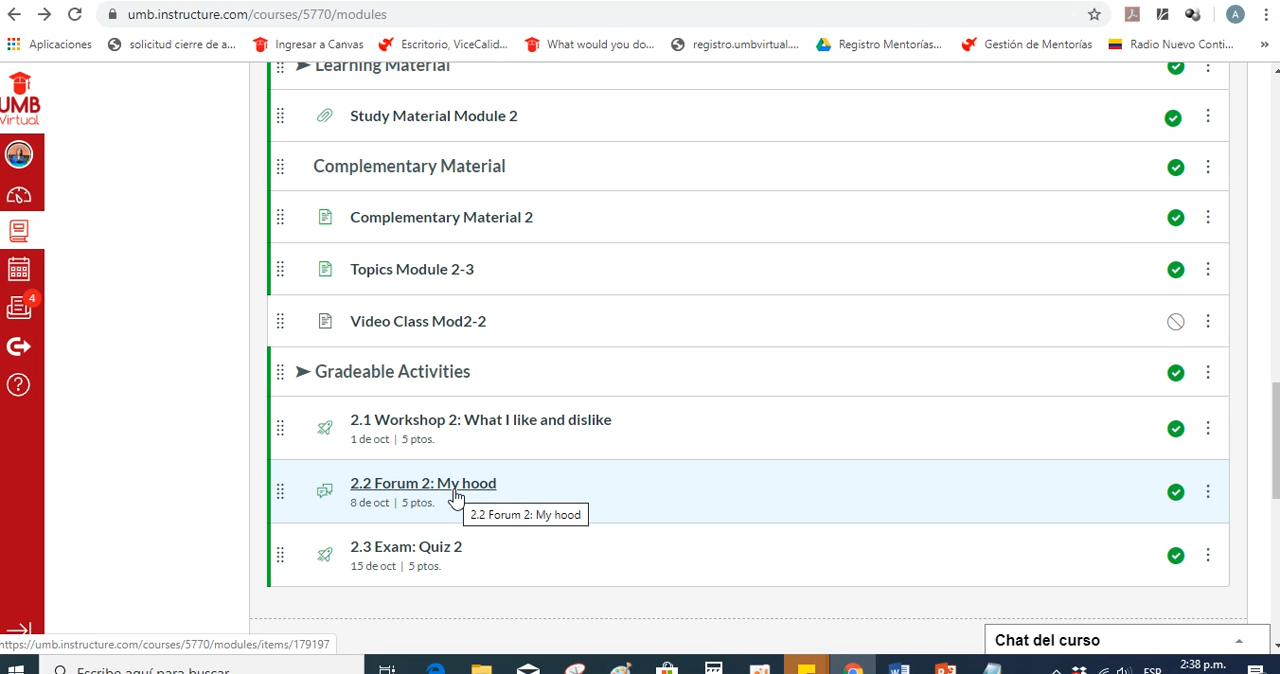 umb.instructure.com/courses/5770/modules
A
Aplicaciones
solicitud cierre de a...
Ingresar a Canvas
Escritorio, ViceCalid...
What would you do...
registro.umbvirtual....
Registro Mentorías...
Gestión de Mentorías
Radio Nuevo Conti...
»
UMB
Virtual
4
Learning Material
Study Material Module 2
Complementary Material
Complementary Material 2
Topics Module 2-3
Video Class Mod2-2
Gradeable Activities
2.1 Workshop 2: What I like and dislike
1 de oct | 5 ptos.
2.2 Forum 2: My hood
8 de oct | 5 ptos.
2.2 Forum 2: My hood
2.3 Exam: Quiz 2
15 de oct | 5 ptos.
https://umb.instructure.com/courses/5770/modules/items/179197
Chat del curso
Escribe aquí para buscar
ESP
2:38 p.m.